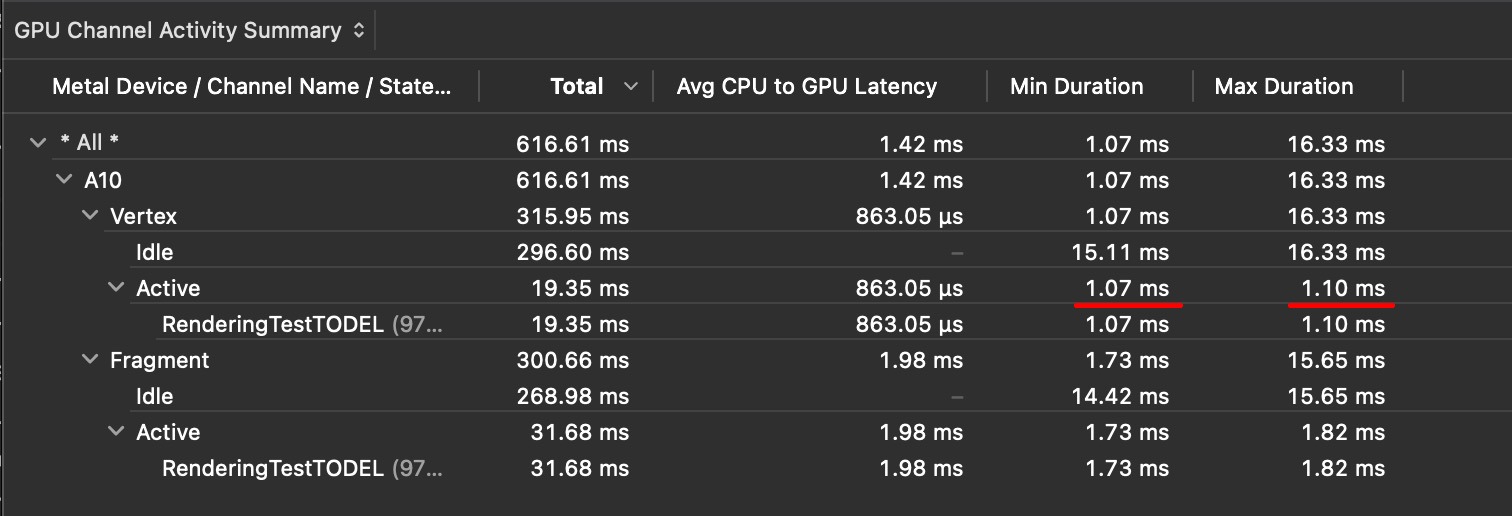 GPU Channel Activity Summary
Metal Device / Channel Name / State... Total Avg CPU to GPU Latency Min Duration Max Duration
* All * 616.61 ms 1.42 ms 1.07 ms 16.33 ms
A10 616.61 ms 1.42 ms 1.07 ms 16.33 ms
Vertex 315.95 ms 863.05 µs 1.07 ms 16.33 ms
Idle 296.60 ms – 15.11 ms 16.33 ms
Active 19.35 ms 863.05 µs 1.07 ms 1.10 ms
RenderingTestTODEL (97... 19.35 ms 863.05 µs 1.07 ms 1.10 ms
Fragment 300.66 ms 1.98 ms 1.73 ms 15.65 ms
Idle 268.98 ms – 14.42 ms 15.65 ms
Active 31.68 ms 1.98 ms 1.73 ms 1.82 ms
RenderingTestTODEL (97... 31.68 ms 1.98 ms 1.73 ms 1.82 ms